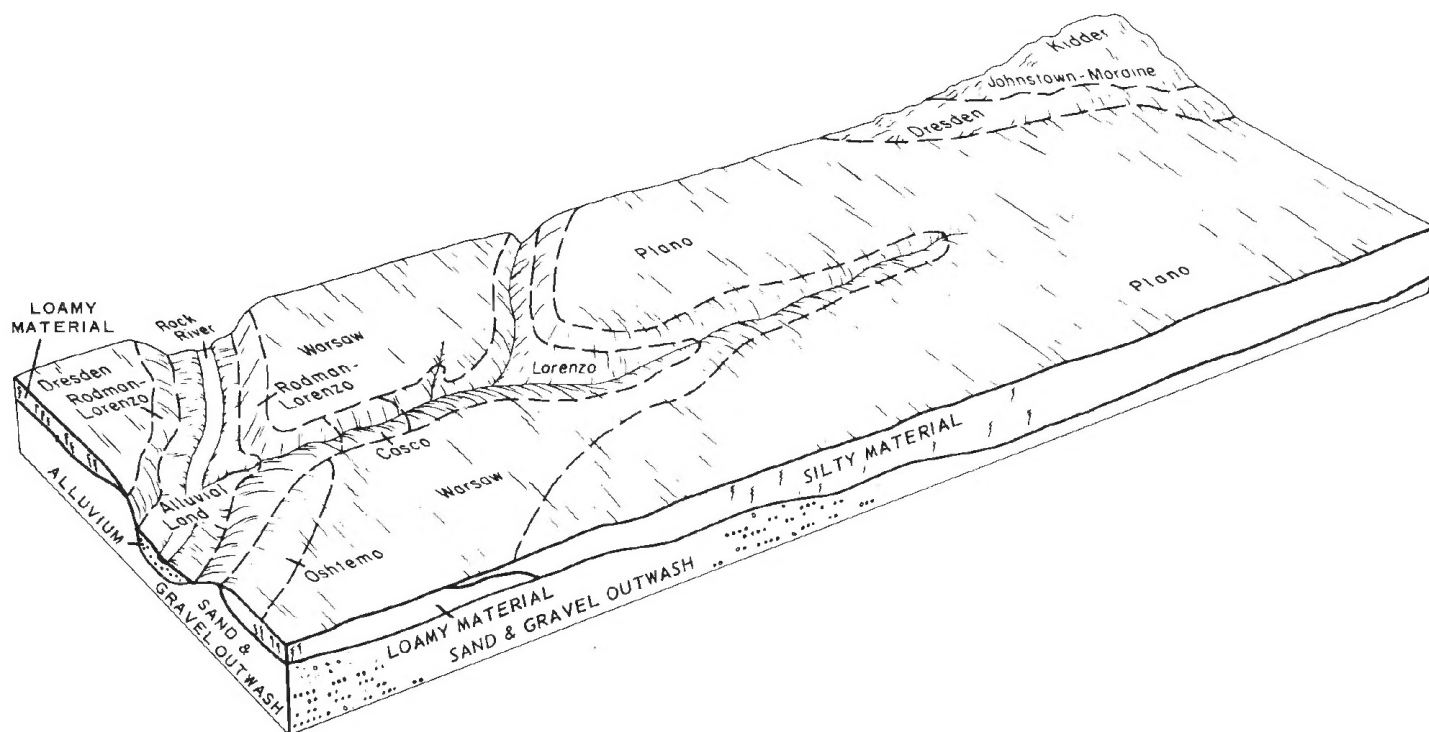 Kidder
Johnstown-Moraine
Dresden
Plano
Plano
LOAMY
MATERIAL
Rock
River
Dresden
Rodman-
Lorenzo
Warsaw
Rodman-
Lorenzo
Lorenzo
Casco
Warsaw
Alluvial
Land
Oshtemo
SILTY MATERIAL
ALLUVIUM
SAND &
GRAVEL OUTWASH
LOAMY MATERIAL
SAND & GRAVEL OUTWASH